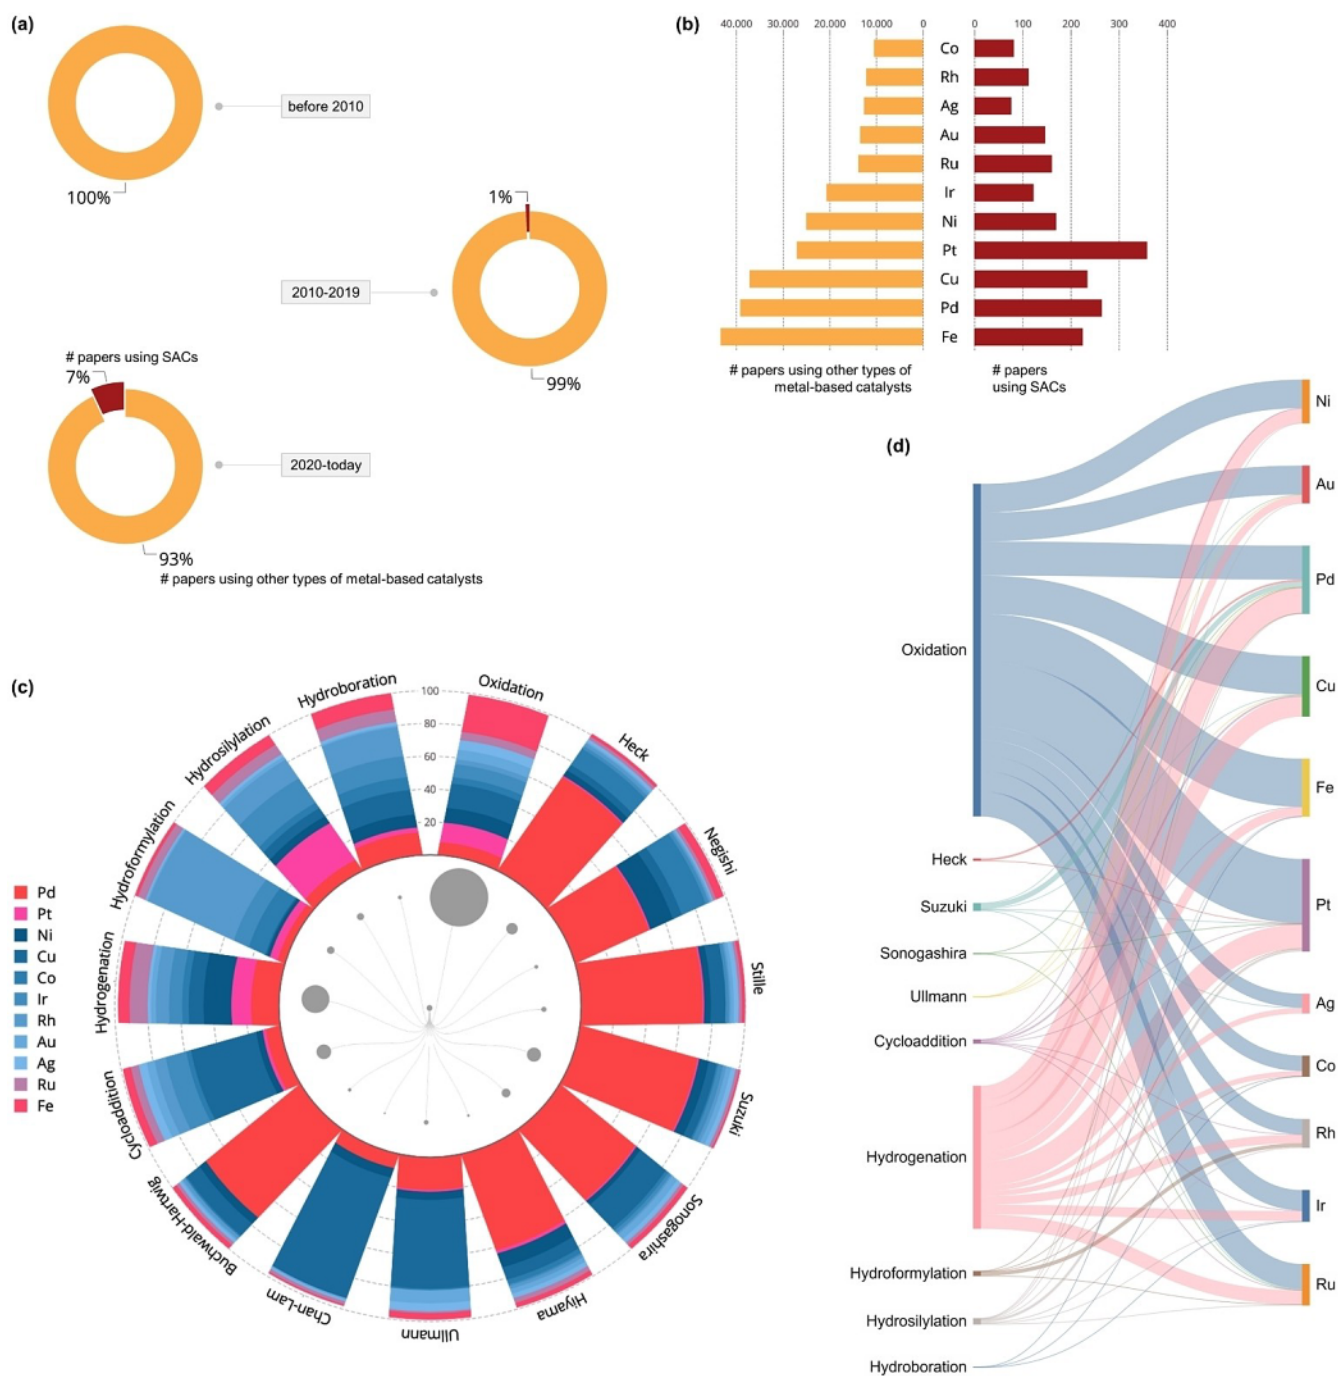 (a)
before 2010
100%
1%
2010-2019
99%
# papers using SACs
7%
2020-today
93%
# papers using other types of metal-based catalysts
(b)
40.000 30.000 20.000 10.000 0 0 100 200 300 400
Co
Rh
Ag
Au
Ru
Ir
Ni
Pt
Cu
Pd
Fe
# papers using other types of
metal-based catalysts
# papers
using SACs
(c)
100
80
60
40
20
Oxidation
Heck
Negishi
Stille
Suzuki
Sonogashira
Hiyama
Ullmann
Chan-Lam
Buchwald-Hartwig
Cycloaddition
Hydrogenation
Hydroformylation
Hydrosilylation
Hydroboration
Pd
Pt
Ni
Cu
Co
Ir
Rh
Au
Ag
Ru
Fe
(d)
Oxidation
Heck
Suzuki
Sonogashira
Ullmann
Cycloaddition
Hydrogenation
Hydroformylation
Hydrosilylation
Hydroboration
Ni
Au
Pd
Cu
Fe
Pt
Ag
Co
Rh
Ir
Ru